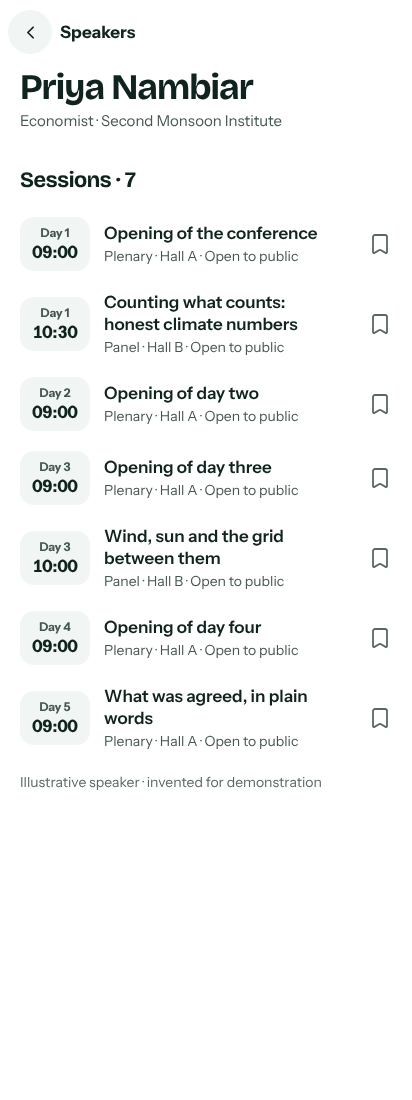 Speakers
Priya Nambiar
Economist · Second Monsoon Institute
Sessions · 7
Day 1
09:00
Opening of the conference
Plenary · Hall A · Open to public
Day 1
10:30
Counting what counts:
honest climate numbers
Panel · Hall B · Open to public
Day 2
09:00
Opening of day two
Plenary · Hall A · Open to public
Day 3
09:00
Opening of day three
Plenary · Hall A · Open to public
Day 3
10:00
Wind, sun and the grid
between them
Panel · Hall B · Open to public
Day 4
09:00
Opening of day four
Plenary · Hall A · Open to public
Day 5
09:00
What was agreed, in plain
words
Plenary · Hall A · Open to public
Illustrative speaker · invented for demonstration